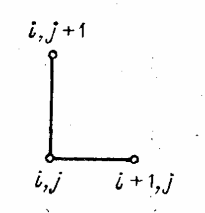 i, j+1
i, j
i+1, j